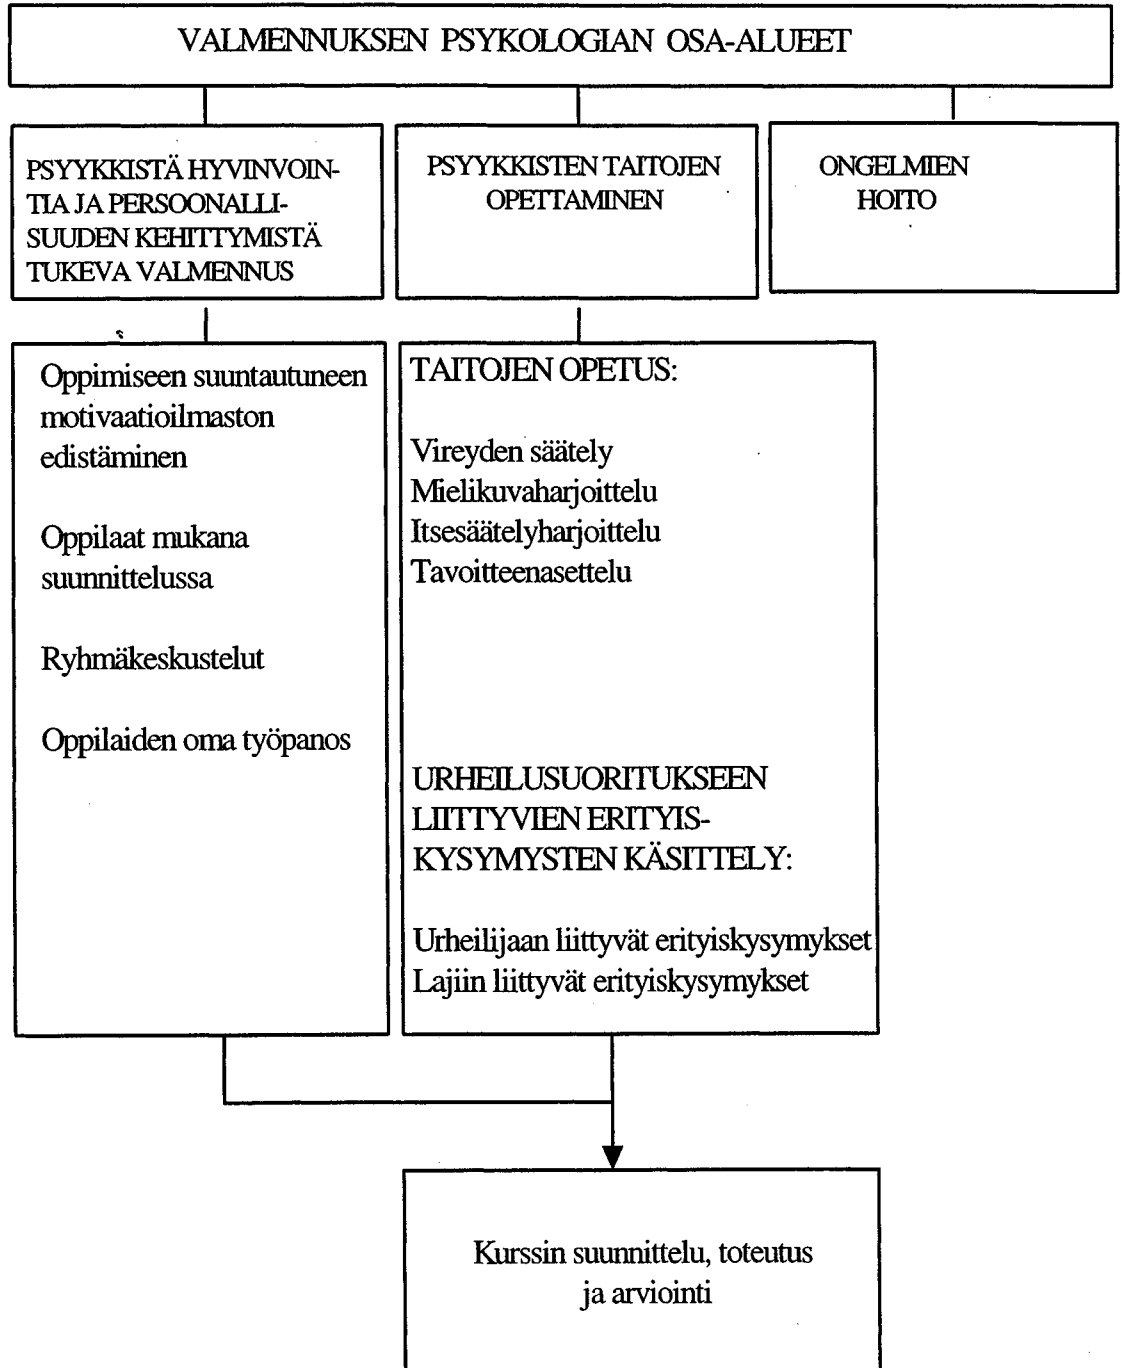 VALMENNUKSEN PSYKOLOGIAN OSA-ALUEET
PSYYKKISTÄ HYVINVOIN-
TIA JA PERSOONALLI-
SUUDEN KEHITTYMISTÄ
TUKEVA VALMENNUS
PSYYKKISTEN TAITOJEN
OPETTAMINEN
ONGELMIEN
HOITO
Oppimiseen suuntautuneen
motivaatioilmaston
edistäminen
Oppilaat mukana
suunnittelussa
Ryhmäkeskustelut
Oppilaiden oma työpanos
TAITOJEN OPETUS:
Vireyden säätely
Mielikuvaharjoittelu
Itsesäätelyharjoittelu
Tavoitteenasettelu
URHEILUSUORITUKSEEN
LIITTYVIEN ERITYIS-
KYSYMYSTEN KÄSITTELY:
Urheilijaan liittyvät erityiskysymykset
Lajiin liittyvät erityiskysymykset
Kurssin suunnittelu, toteutus
ja arviointi